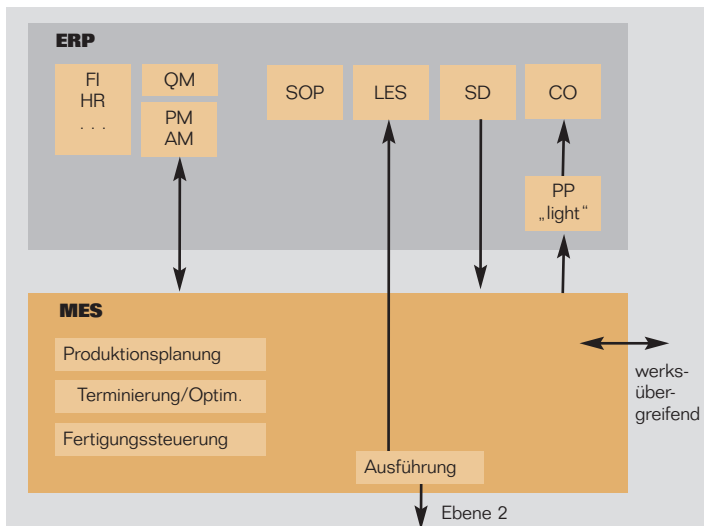 ERP
FI
HR
. . .
QM
PM
AM
SOP
LES
SD
CO
PP
„light“
MES
Produktionsplanung
Terminierung/Optim.
Fertigungssteuerung
Ausführung
werks-
über-
greifend
Ebene 2